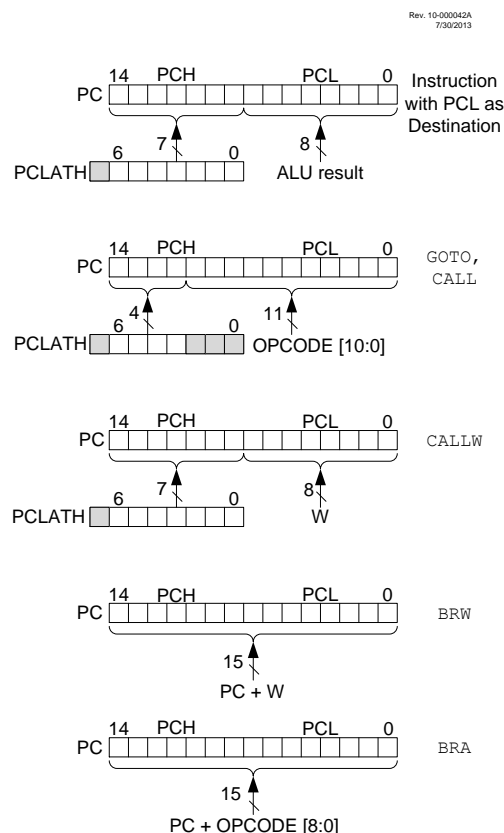 Rev. 10-000042A
7/30/2013
14 PCH PCL 0
PC
Instruction
with PCL as
Destination
7 8
6 0
PCLATH
ALU result
14 PCH PCL 0
PC
GOTO,
CALL
4 11
6 0
PCLATH
OPCODE [10:0]
14 PCH PCL 0
PC
CALLW
7 8
6 0
PCLATH
W
14 PCH PCL 0
PC
BRW
15
PC + W
14 PCH PCL 0
PC
BRA
15
PC + OPCODE [8:0]